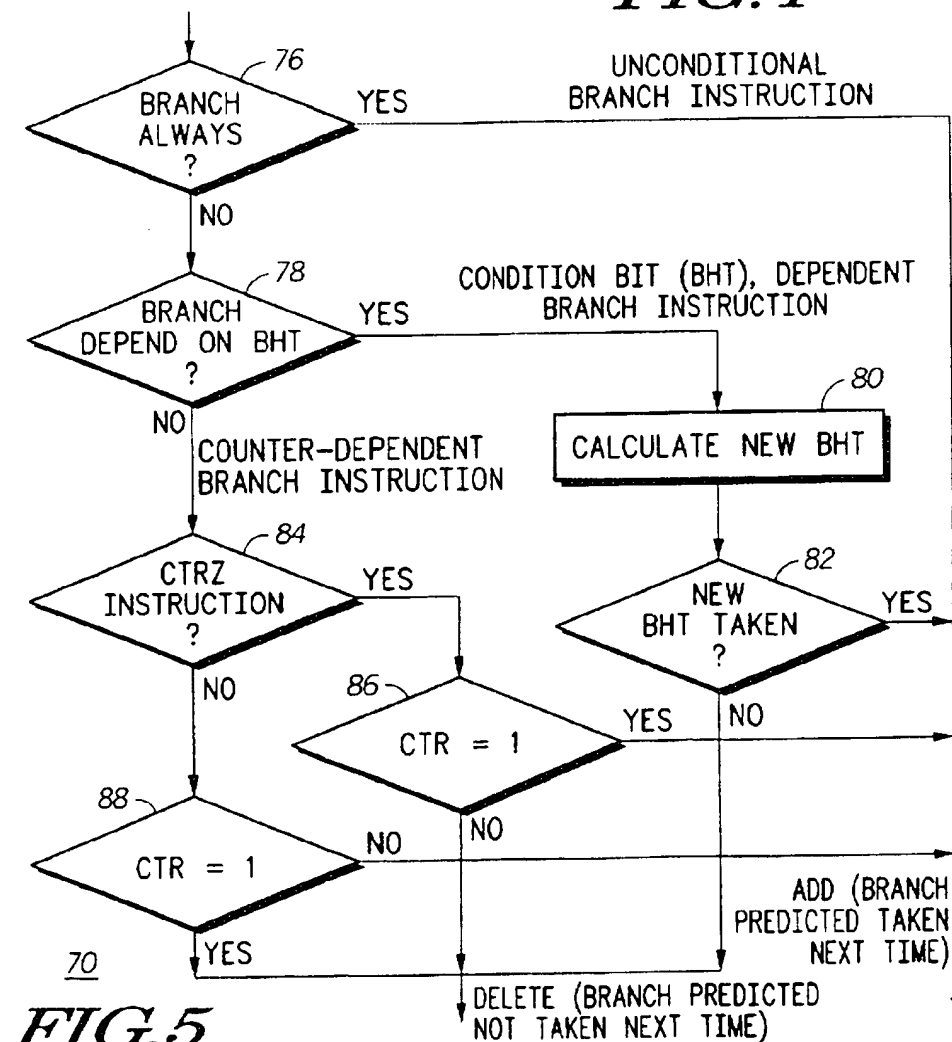 FIG. 4
76
BRANCH
ALWAYS
?
YES
UNCONDITIONAL
BRANCH INSTRUCTION
NO
78
BRANCH
DEPEND ON BHT
?
YES
CONDITION BIT (BHT), DEPENDENT
BRANCH INSTRUCTION
NO
COUNTER-DEPENDENT
BRANCH INSTRUCTION
80
CALCULATE NEW BHT
84
CTRZ
INSTRUCTION
?
YES
NO
82
NEW
BHT TAKEN
?
YES
NO
86
CTR = 1
YES
NO
88
CTR = 1
NO
YES
ADD (BRANCH
PREDICTED TAKEN
NEXT TIME)
70
DELETE (BRANCH PREDICTED
NOT TAKEN NEXT TIME)
FIG.5